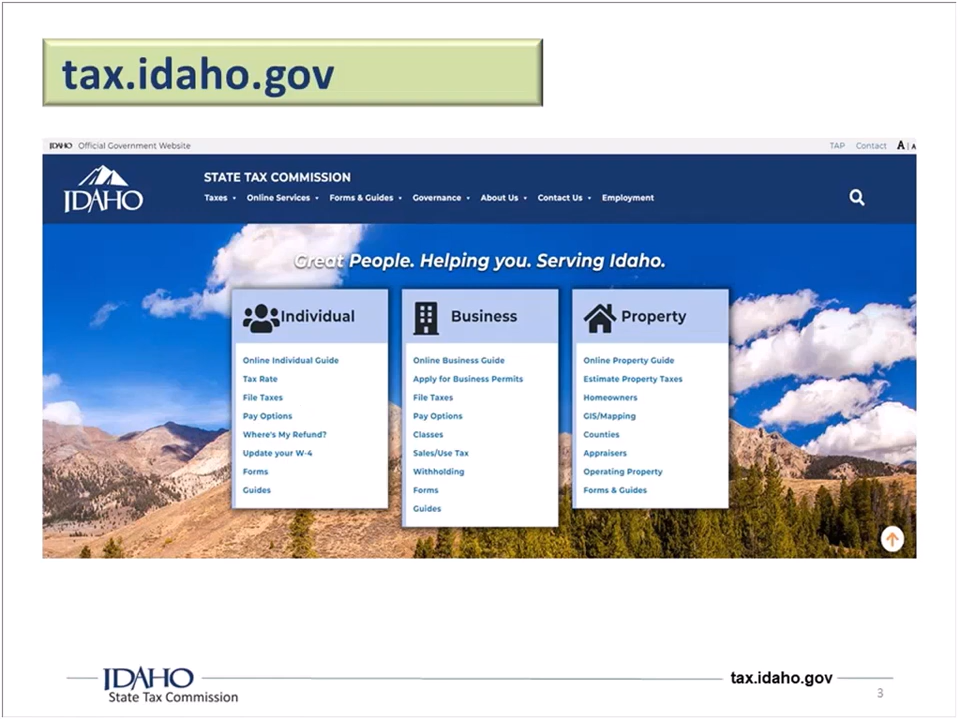 tax.idaho.gov
IDAHO Official Government Website TAP Contact A | A
IDAHO
STATE TAX COMMISSION
Taxes Online Services Forms & Guides Governance About Us Contact Us Employment
Great People. Helping you. Serving Idaho.
Individual
Online Individual Guide
Tax Rate
File Taxes
Pay Options
Where's My Refund?
Update your W-4
Forms
Guides
Business
Online Business Guide
Apply for Business Permits
File Taxes
Pay Options
Classes
Sales/Use Tax
Withholding
Forms
Guides
Property
Online Property Guide
Estimate Property Taxes
Homeowners
GIS/Mapping
Counties
Appraisers
Operating Property
Forms & Guides
IDAHO
State Tax Commission
tax.idaho.gov
3